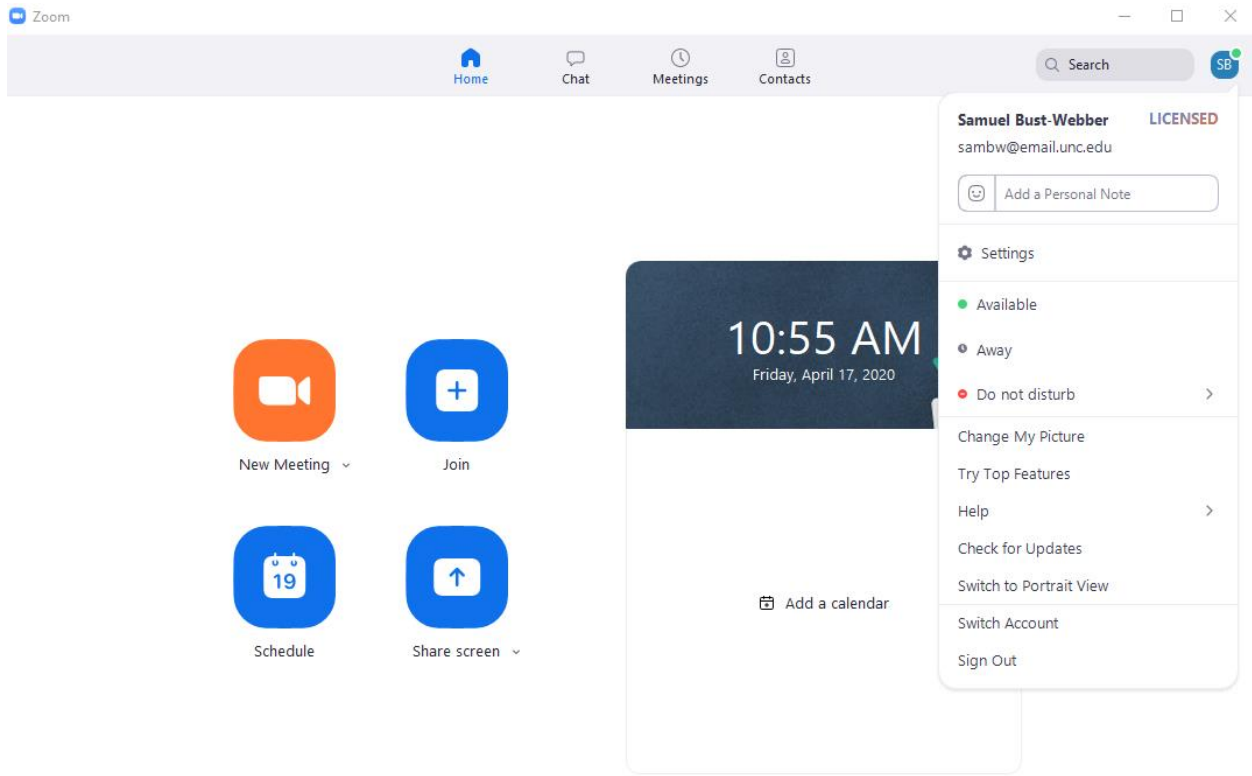 Zoom
Home
Chat
Meetings
Contacts
Search
SB
Samuel Bust-Webber LICENSED
sambw@email.unc.edu
Add a Personal Note
Settings
Available
Away
Do not disturb
Change My Picture
Try Top Features
Help
Check for Updates
Switch to Portrait View
Switch Account
Sign Out
10:55 AM
Friday, April 17, 2020
New Meeting
Join
19
Schedule
Share screen
Add a calendar